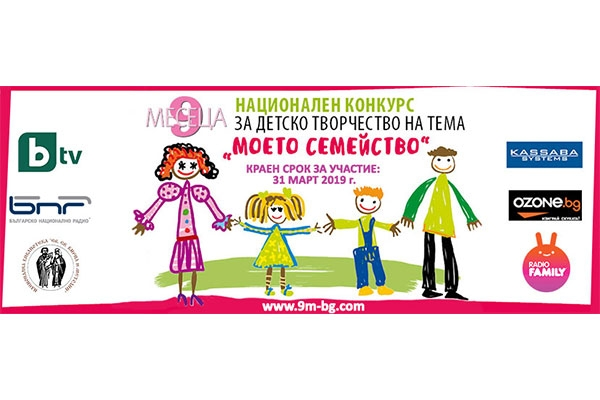 9 МЕСЕЦА
НАЦИОНАЛЕН КОНКУРС
ЗА ДЕТСКО ТВОРЧЕСТВО НА ТЕМА
„МОЕТО СЕМЕЙСТВО“
КРАЕН СРОК ЗА УЧАСТИЕ:
31 МАРТ 2019 г.
b tv
БНР
БЪЛГАРСКО НАЦИОНАЛНО РАДИО
KASSABA
SYSTEMS
OZONE.bg
RADIO
FAMILY
www.9m-bg.com